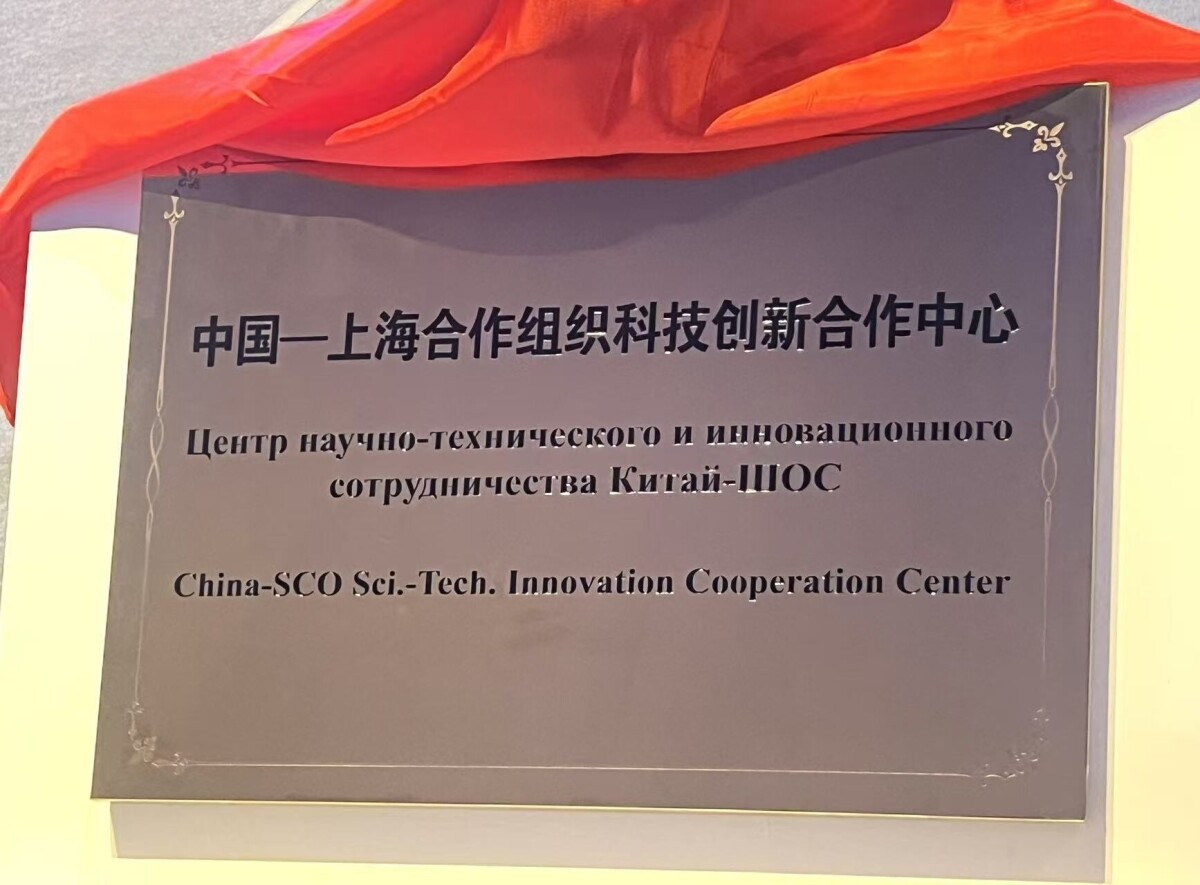 中国—上海合作组织科技创新合作中心
Центр научно-технического и инновационного
сотрудничества Китай-ШОС
China-SCO Sci.-Tech. Innovation Cooperation Center